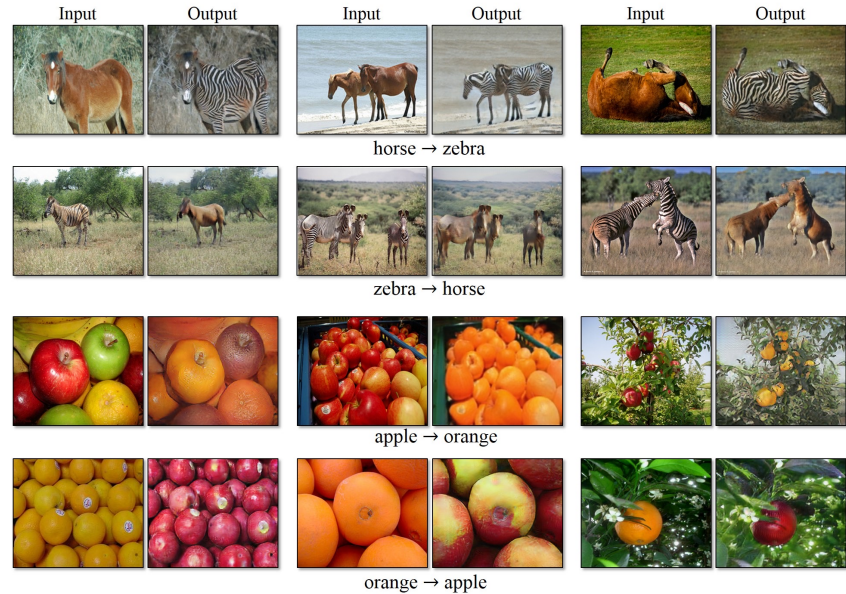 Input Output Input Output Input Output
horse → zebra
zebra → horse
apple → orange
orange → apple